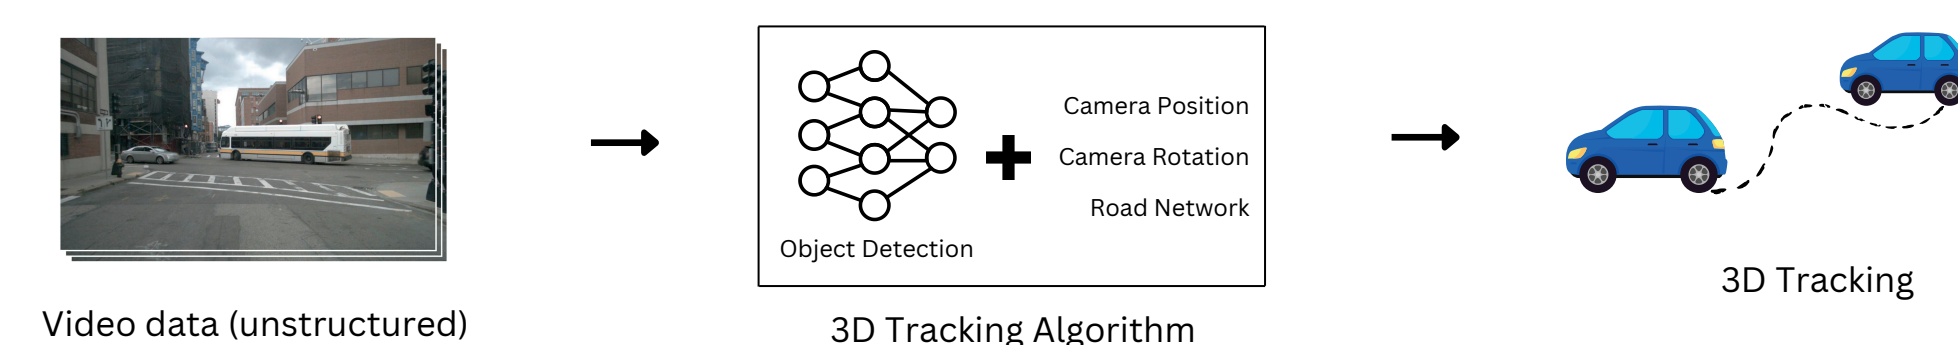 Camera Position
Camera Rotation
Road Network
Object Detection
Video data (unstructured)
3D Tracking Algorithm
3D Tracking